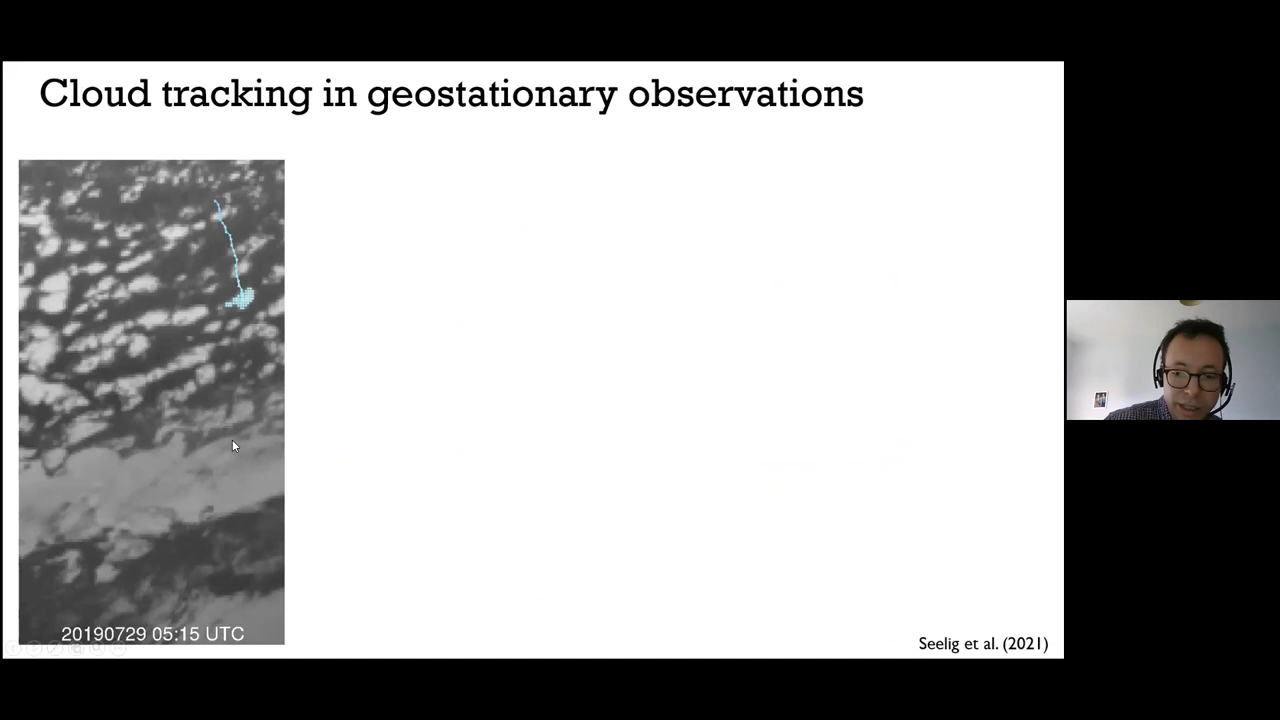 Cloud tracking in geostationary observations
20190729 05:15 UTC
Seelig et al. (2021)